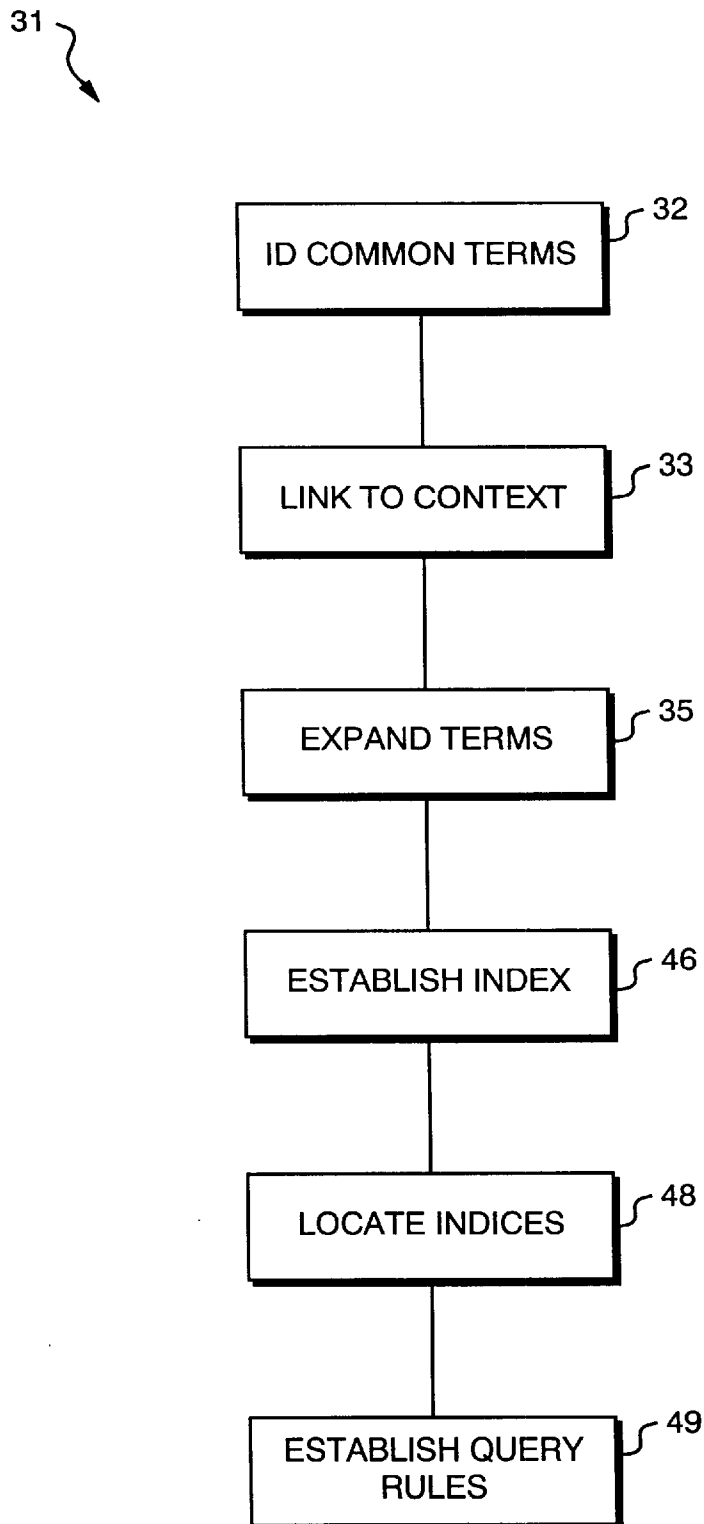 31
32
ID COMMON TERMS
33
LINK TO CONTEXT
35
EXPAND TERMS
46
ESTABLISH INDEX
48
LOCATE INDICES
49
ESTABLISH QUERY
RULES